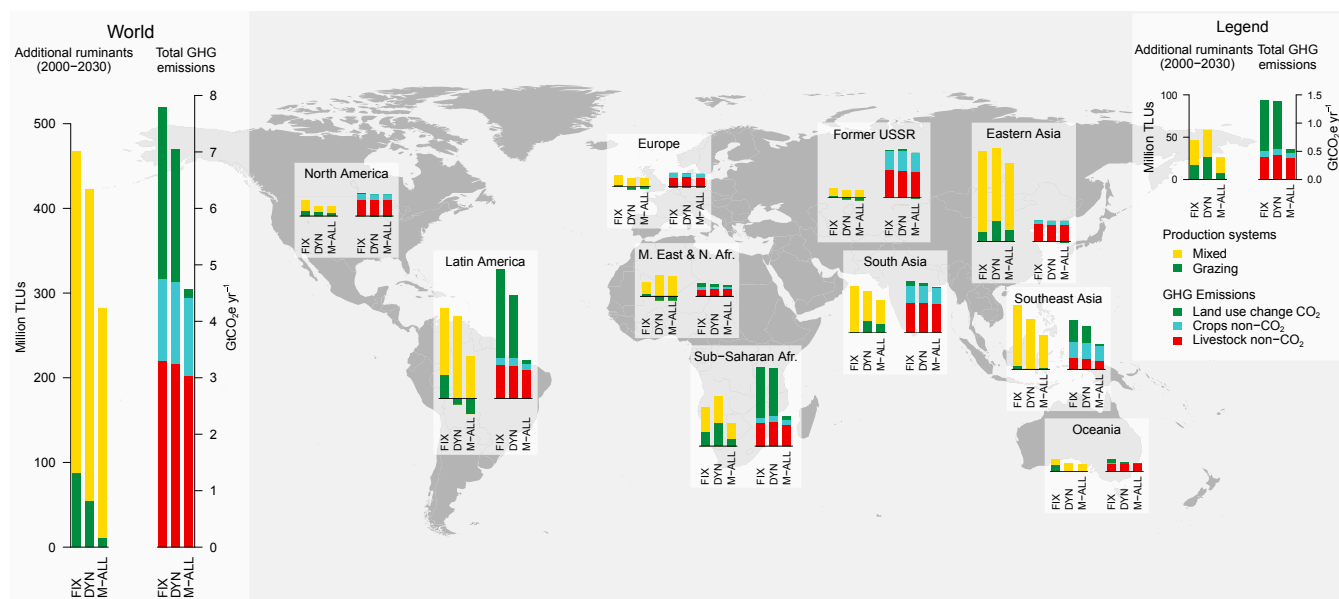 World
Additional ruminants
(2000−2030)
Total GHG
emissions
Million TLUs
500
400
300
200
100
0
FIX
DYN
M−ALL
8
7
6
5
4
3
2
1
0
GtCO₂e yr⁻¹
FIX
DYN
M−ALL
North America
FIX
DYN
M−ALL
FIX
DYN
M−ALL
Latin America
FIX
DYN
M−ALL
FIX
DYN
M−ALL
Europe
FIX
DYN
M−ALL
FIX
DYN
M−ALL
M. East & N. Afr.
FIX
DYN
M−ALL
FIX
DYN
M−ALL
Sub−Saharan Afr.
FIX
DYN
M−ALL
FIX
DYN
M−ALL
Former USSR
FIX
DYN
M−ALL
FIX
DYN
M−ALL
South Asia
FIX
DYN
M−ALL
FIX
DYN
M−ALL
Eastern Asia
FIX
DYN
M−ALL
FIX
DYN
M−ALL
Southeast Asia
FIX
DYN
M−ALL
FIX
DYN
M−ALL
Oceania
FIX
DYN
M−ALL
FIX
DYN
M−ALL
Legend
Additional ruminants
(2000−2030)
Total GHG
emissions
Million TLUs
100
50
0
FIX
DYN
M−ALL
FIX
DYN
M−ALL
1.5
1.0
0.5
0.0
GtCO₂e yr⁻¹
Production systems
Mixed
Grazing
GHG Emissions
Land use change CO₂
Crops non−CO₂
Livestock non−CO₂